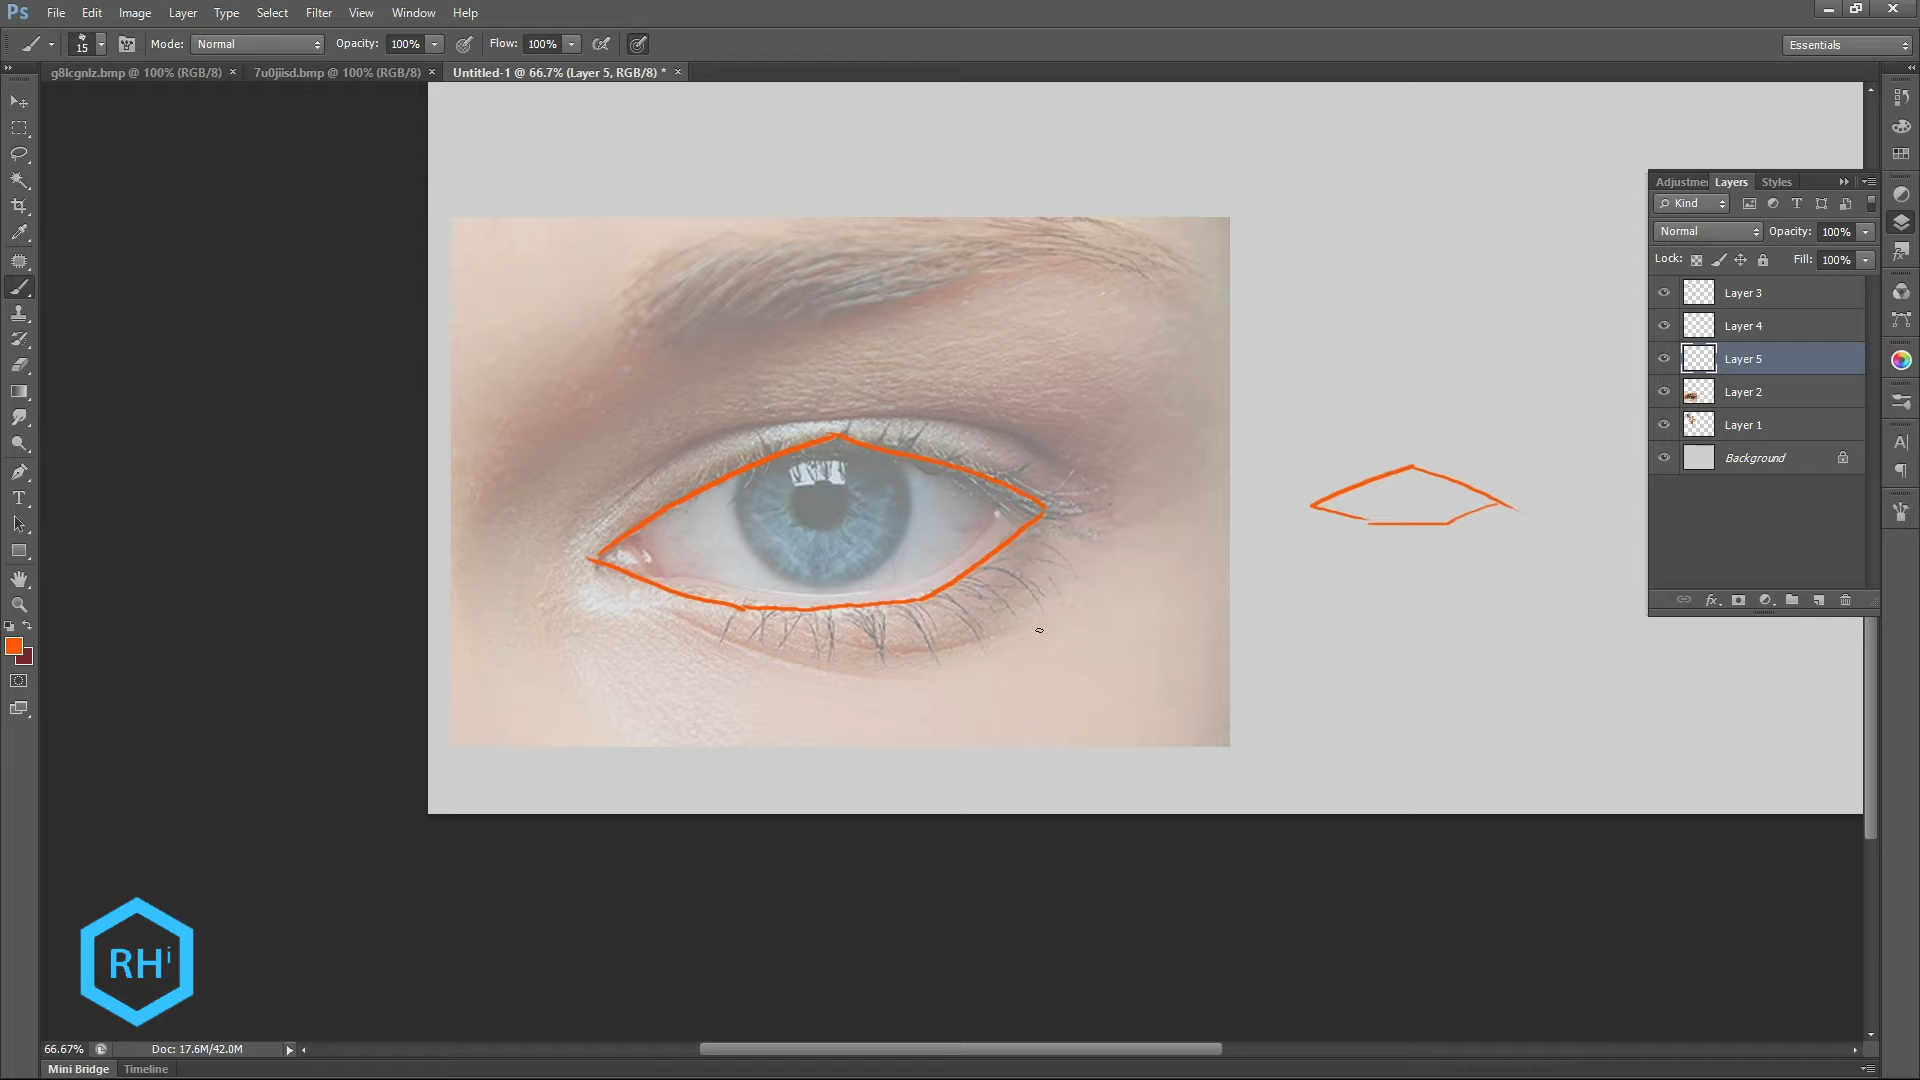 Ps File Edit Image Layer Type Select Filter 3D View Window Help
15 Mode: Normal Opacity: 100% Flow: 100% Essentials
g8lcgnlz.bmp @ 100% (RGB/8) × 7u0jiisd.bmp @ 100% (RGB/8) × Untitled-1 @ 66.7% (Layer 5, RGB/8) * ×
Adjustmer Layers Styles
Kind
Normal Opacity: 100%
Lock: Fill: 100%
Layer 3
Layer 4
Layer 5
Layer 2
Layer 1
Background
RHi
66.67% Doc: 17.6M/42.0M
Mini Bridge Timeline